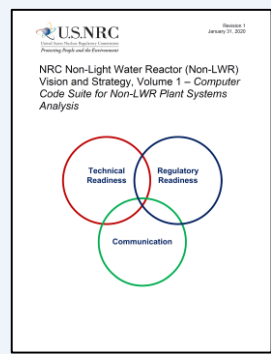 Revision 1
January 31, 2020
U.S.NRC
United States Nuclear Regulatory Commission
Protecting People and the Environment
NRC Non-Light Water Reactor (Non-LWR)
Vision and Strategy, Volume 1 – Computer
Code Suite for Non-LWR Plant Systems
Analysis
Technical Regulatory
Readiness Readiness
Communication